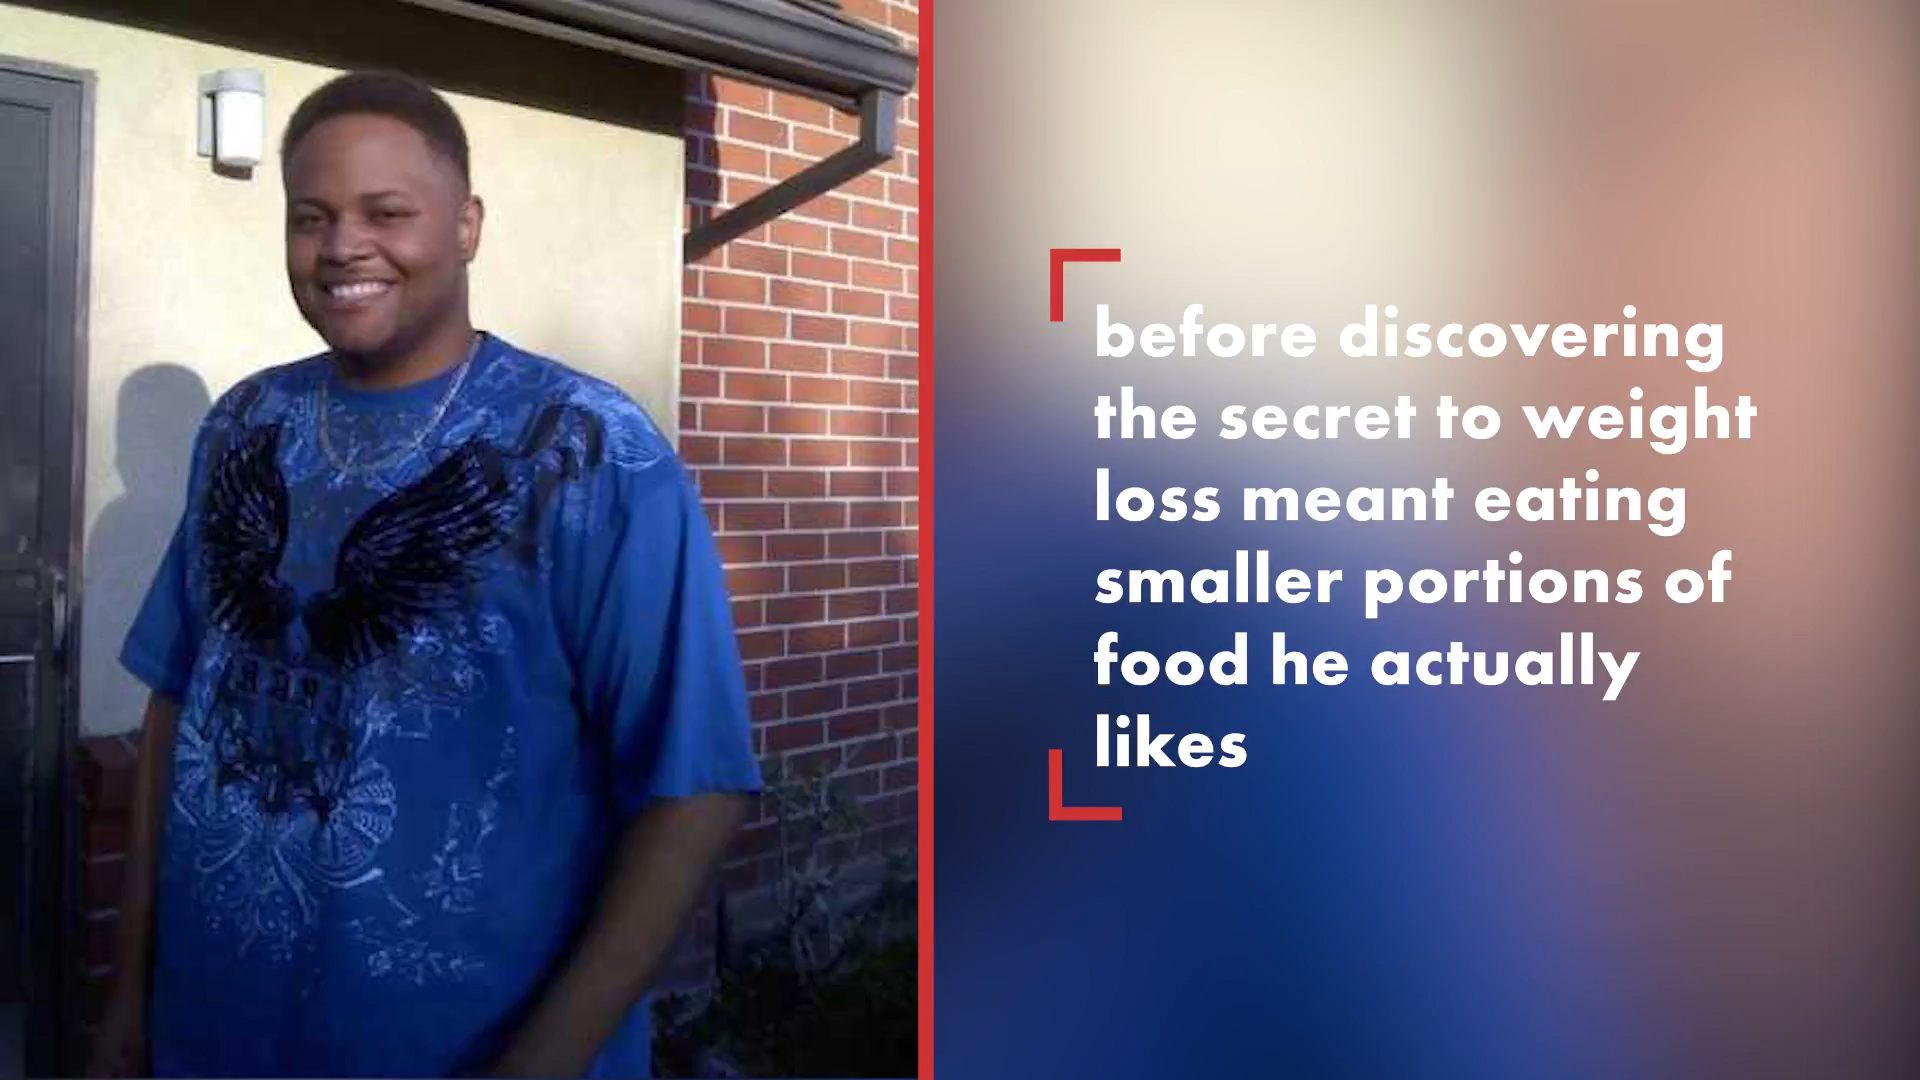 before discovering
the secret to weight
loss meant eating
smaller portions of
food he actually
likes